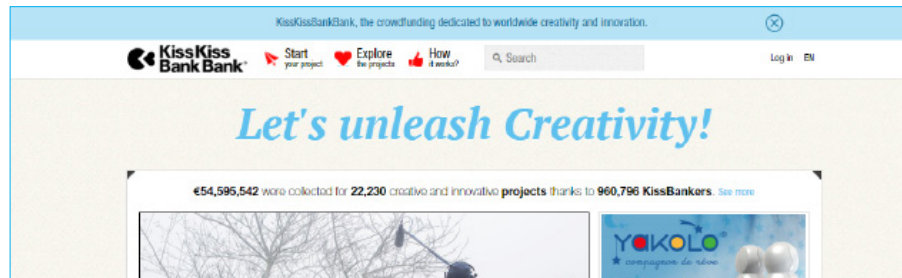 KissKissBankBank, the crowdfunding dedicated to worldwide creativity and innovation.
KissKiss
BankBank
Start
your project
Explore
the projects
How
it works?
Search
Log in EN
Let's unleash Creativity!
€54,595,542 were collected for 22,230 creative and innovative projects thanks to 960,796 KissBankers. See more
YAKOLO
compagnon de rêve